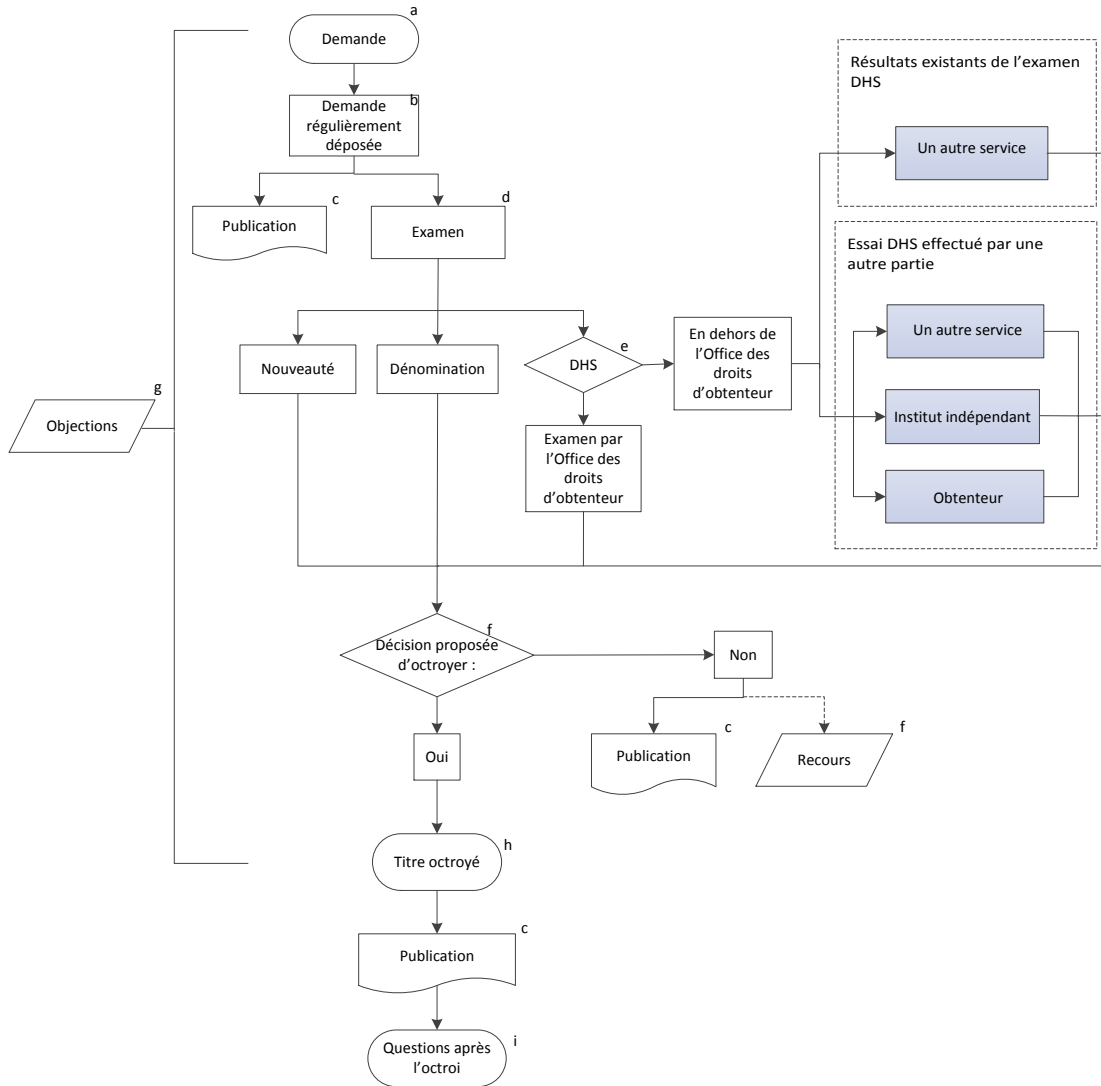 a
Demande
b
Demande
régulièrement
déposée
c
Publication
d
Examen
Résultats existants de l'examen
DHS
Un autre service
Essai DHS effectué par une
autre partie
Un autre service
Institut indépendant
Obtenteur
Nouveauté
Dénomination
e
DHS
En dehors de
l'Office des
droits
d'obtenteur
Examen par
l'Office des
droits
d'obtenteur
g
Objections
f
Décision proposée
d'octroyer :
Non
c
Publication
f
Recours
Oui
h
Titre octroyé
c
Publication
i
Questions après
l'octroi